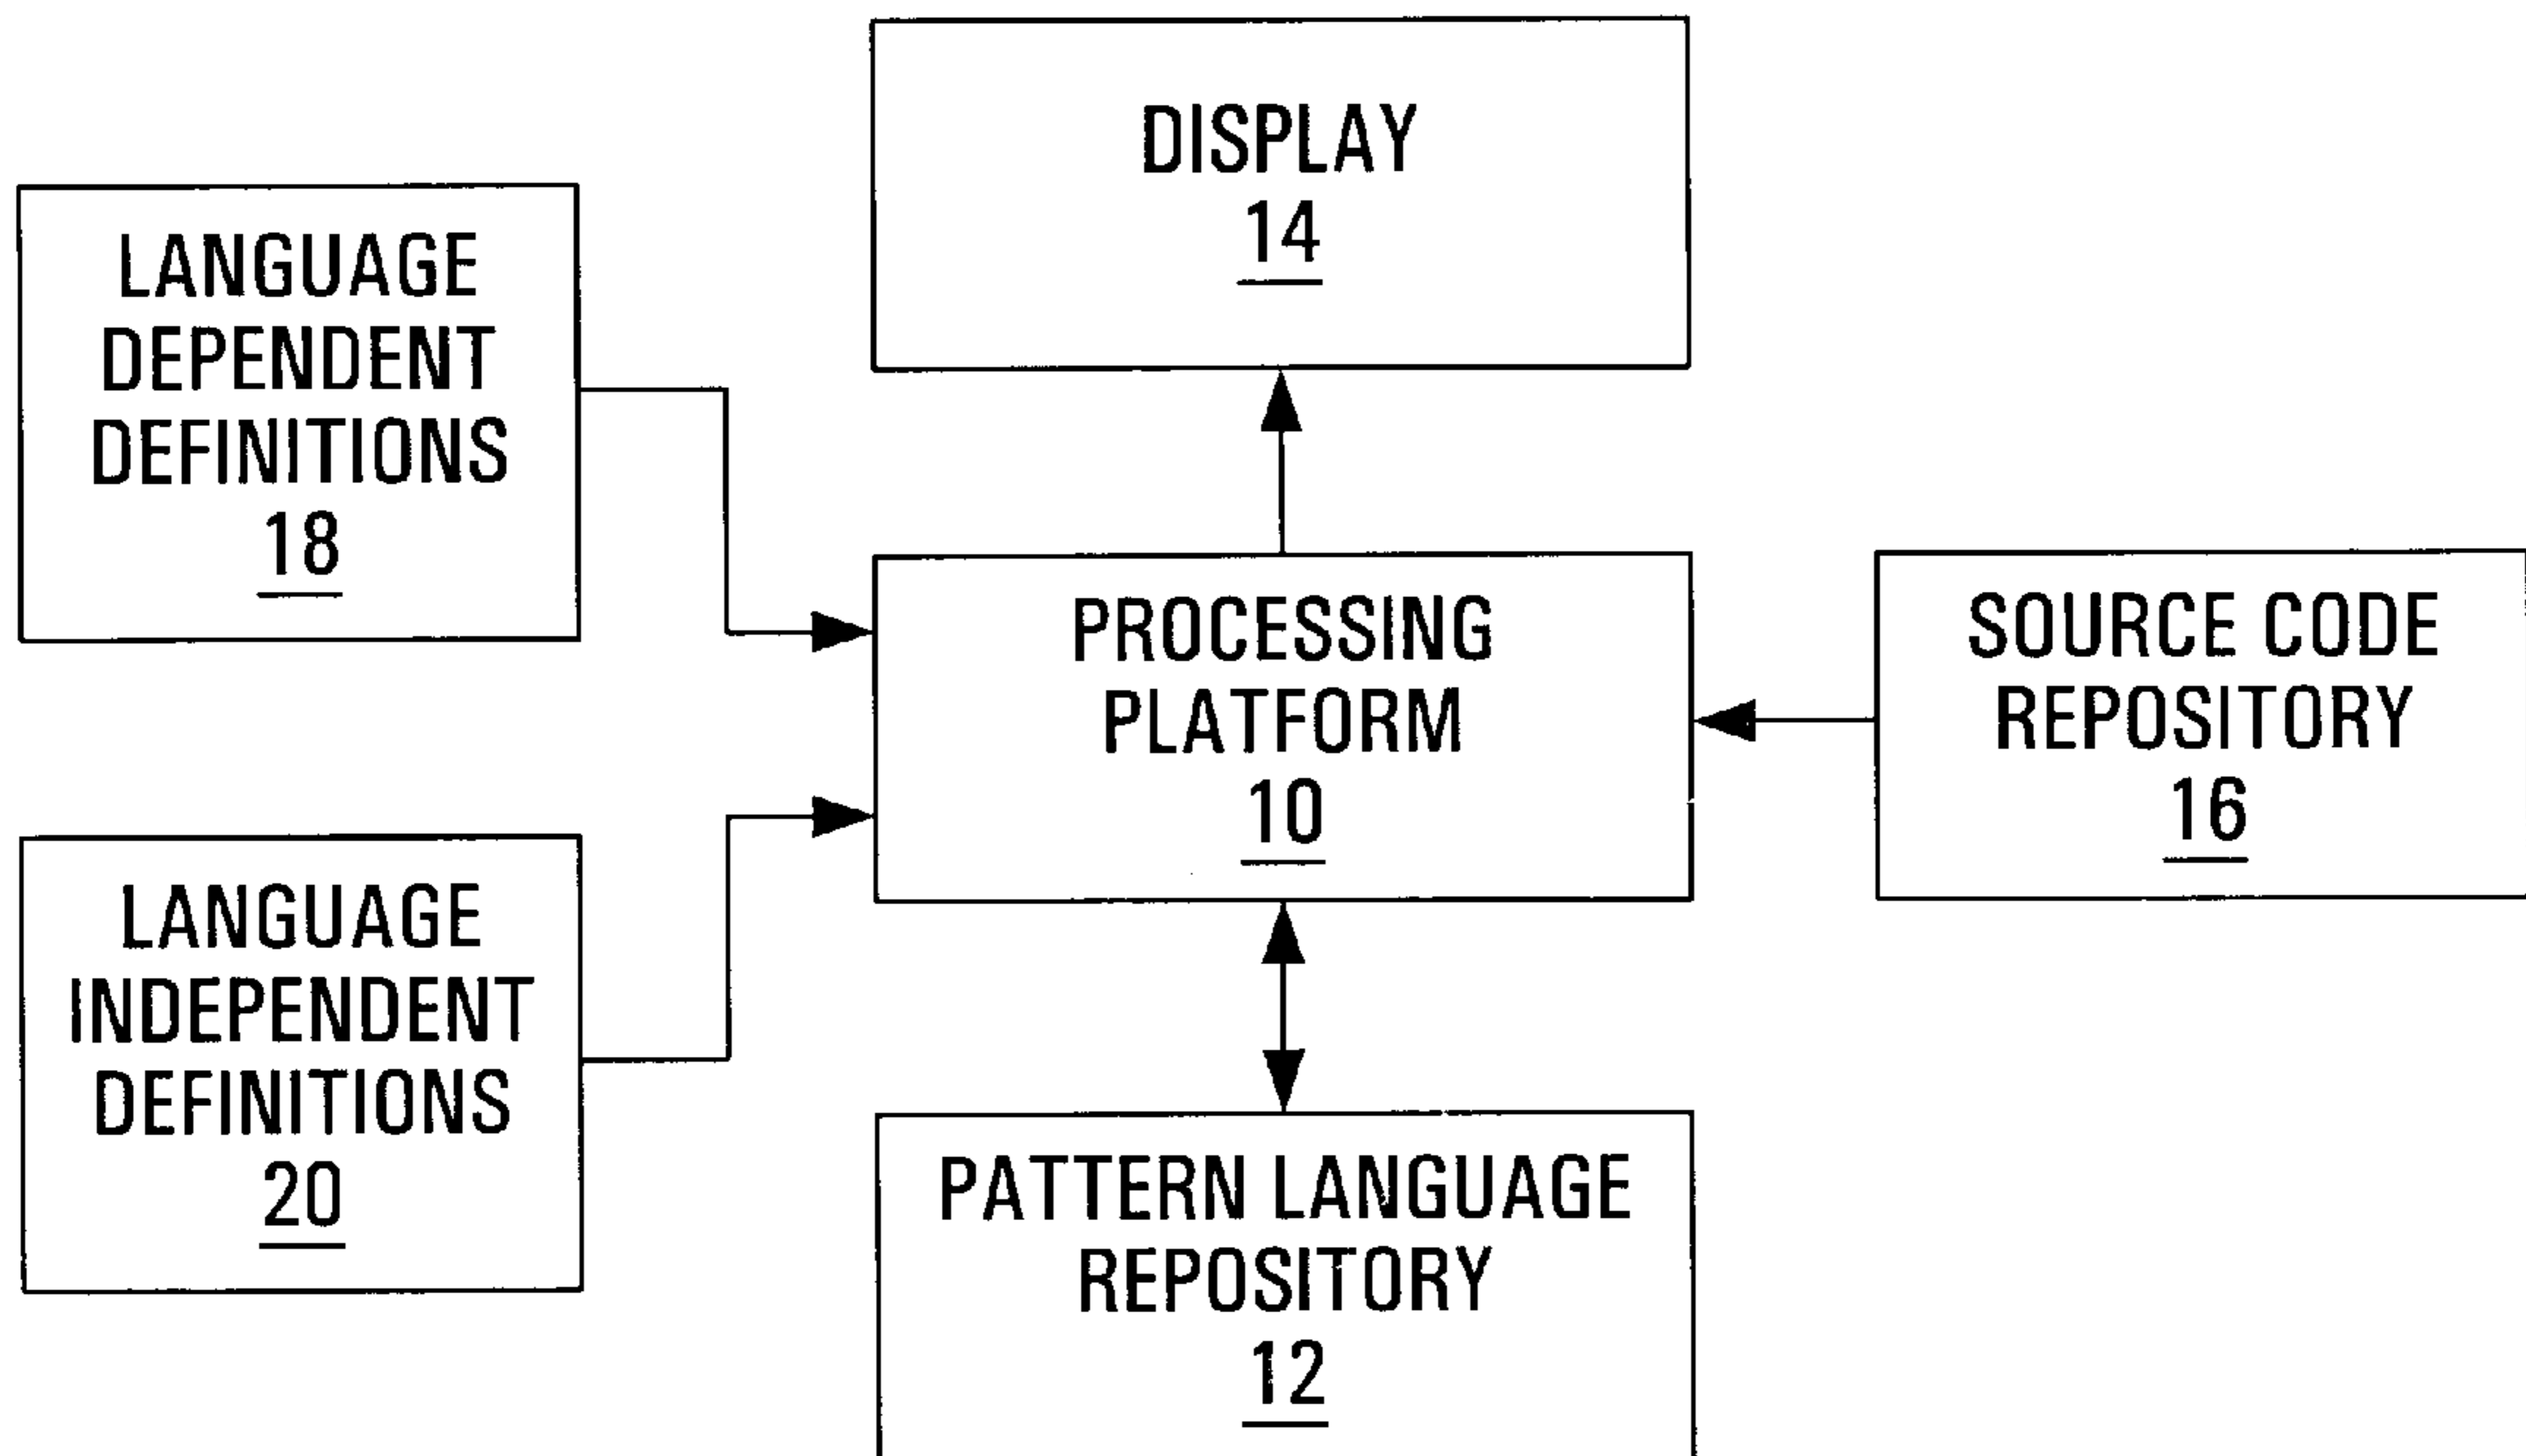 DISPLAY
14
LANGUAGE
DEPENDENT
DEFINITIONS
18
PROCESSING
PLATFORM
10
SOURCE CODE
REPOSITORY
16
LANGUAGE
INDEPENDENT
DEFINITIONS
20
PATTERN LANGUAGE
REPOSITORY
12